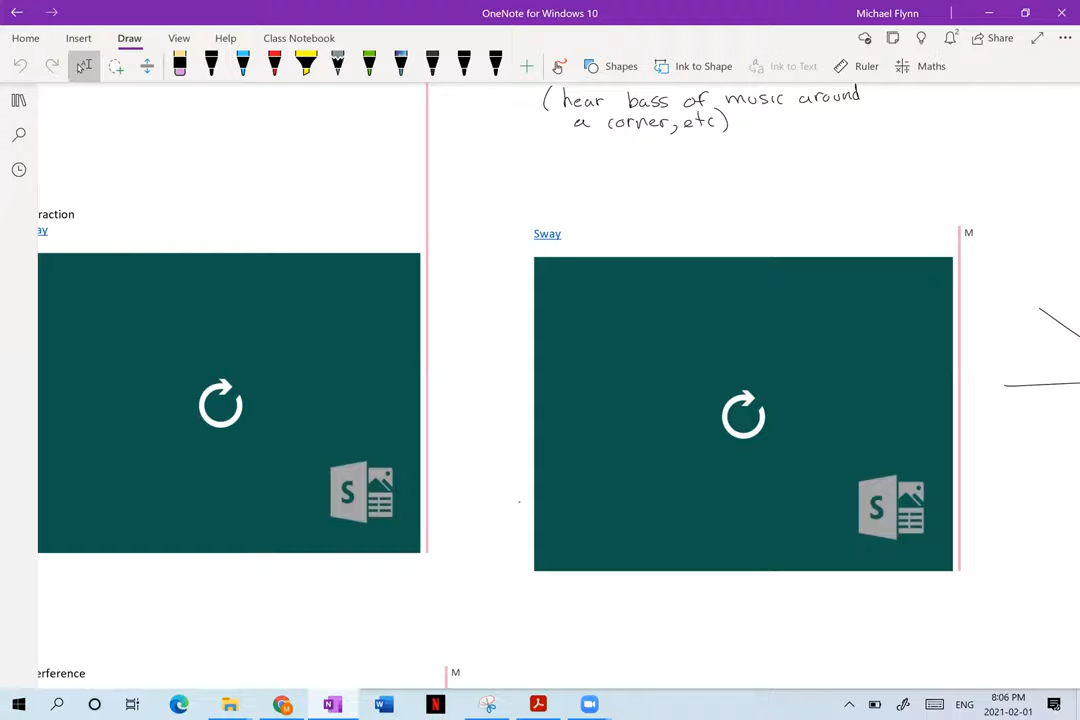 OneNote for Windows 10
Michael Flynn
Home Insert Draw View Help Class Notebook
2 Share
Shapes Ink to Shape Ink to Text Ruler Maths
(hear bass of music around
a corner, etc)
raction
ay
Sway
M
S
S
erference
M
W N
ENG
8:06 PM
2021-02-01